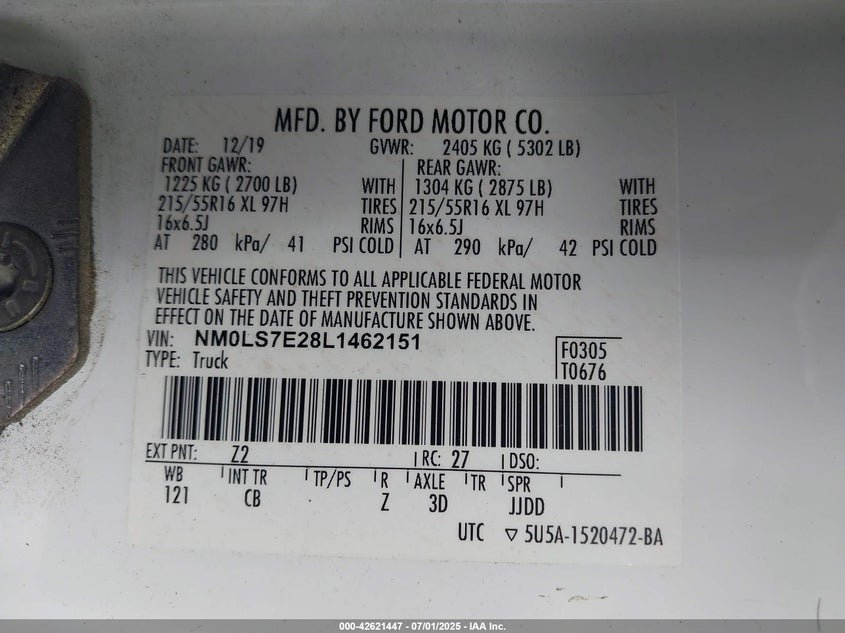 MFD. BY FORD MOTOR CO.
DATE: 12/19 GVWR: 2405 KG ( 5302 LB)
FRONT GAWR: REAR GAWR:
1225 KG ( 2700 LB) WITH 1304 KG ( 2875 LB) WITH
215/55R16 XL 97H TIRES 215/55R16 XL 97H TIRES
16x6.5J RIMS 16x6.5J RIMS
AT 280 kPa/ 41 PSI COLD AT 290 kPa/ 42 PSI COLD
THIS VEHICLE CONFORMS TO ALL APPLICABLE FEDERAL MOTOR
VEHICLE SAFETY AND THEFT PREVENTION STANDARDS IN
EFFECT ON THE DATE OF MANUFACTURE SHOWN ABOVE.
VIN: NM0LS7E28L1462151 F0305
TYPE: Truck T0676
EXT PNT: Z2 RC: 27 DSO:
WB INT TR TP/PS R AXLE TR SPR
121 CB Z 3D JJDD
UTC ▽ 5U5A-1520472-BA
000-42621447 - 07/01/2025 - IAA Inc.